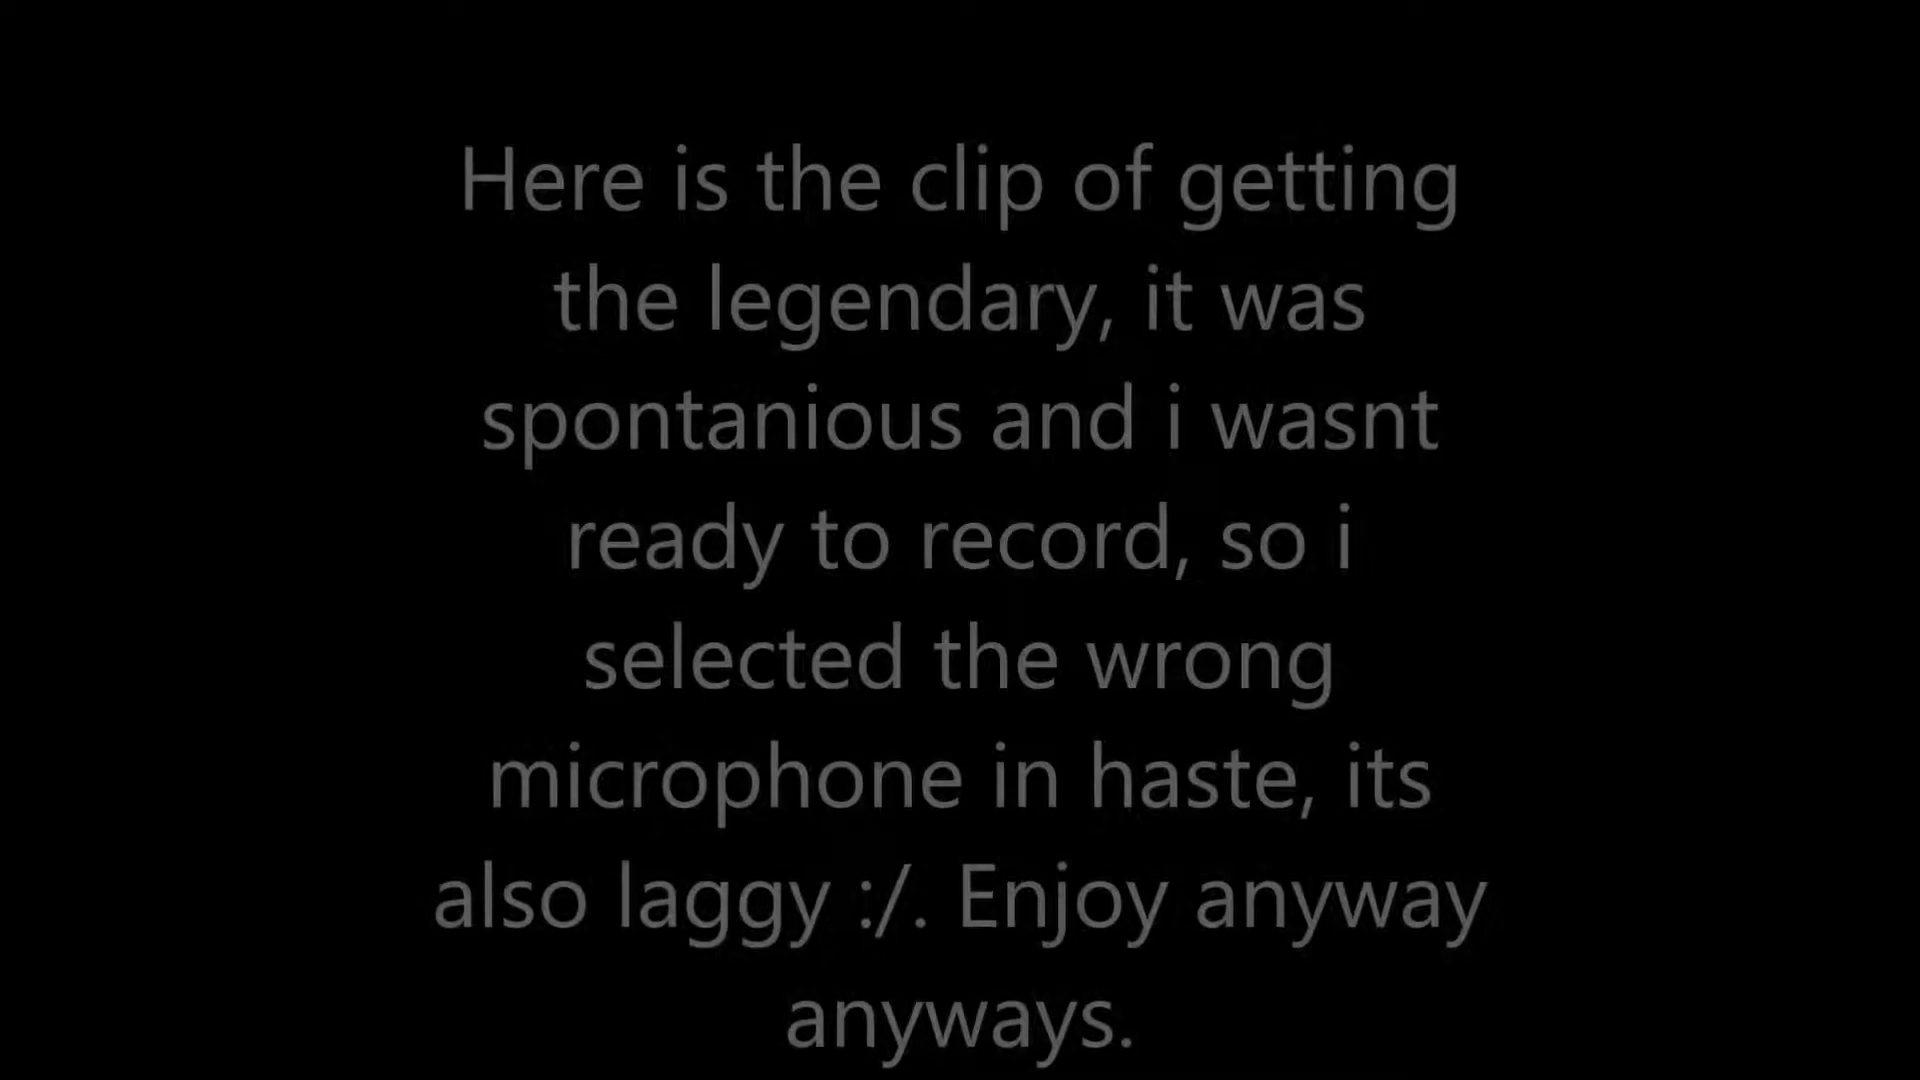 Here is the clip of getting
the legendary, it was
spontanious and i wasnt
ready to record, so i
selected the wrong
microphone in haste, its
also laggy :/. Enjoy anyway
anyways.